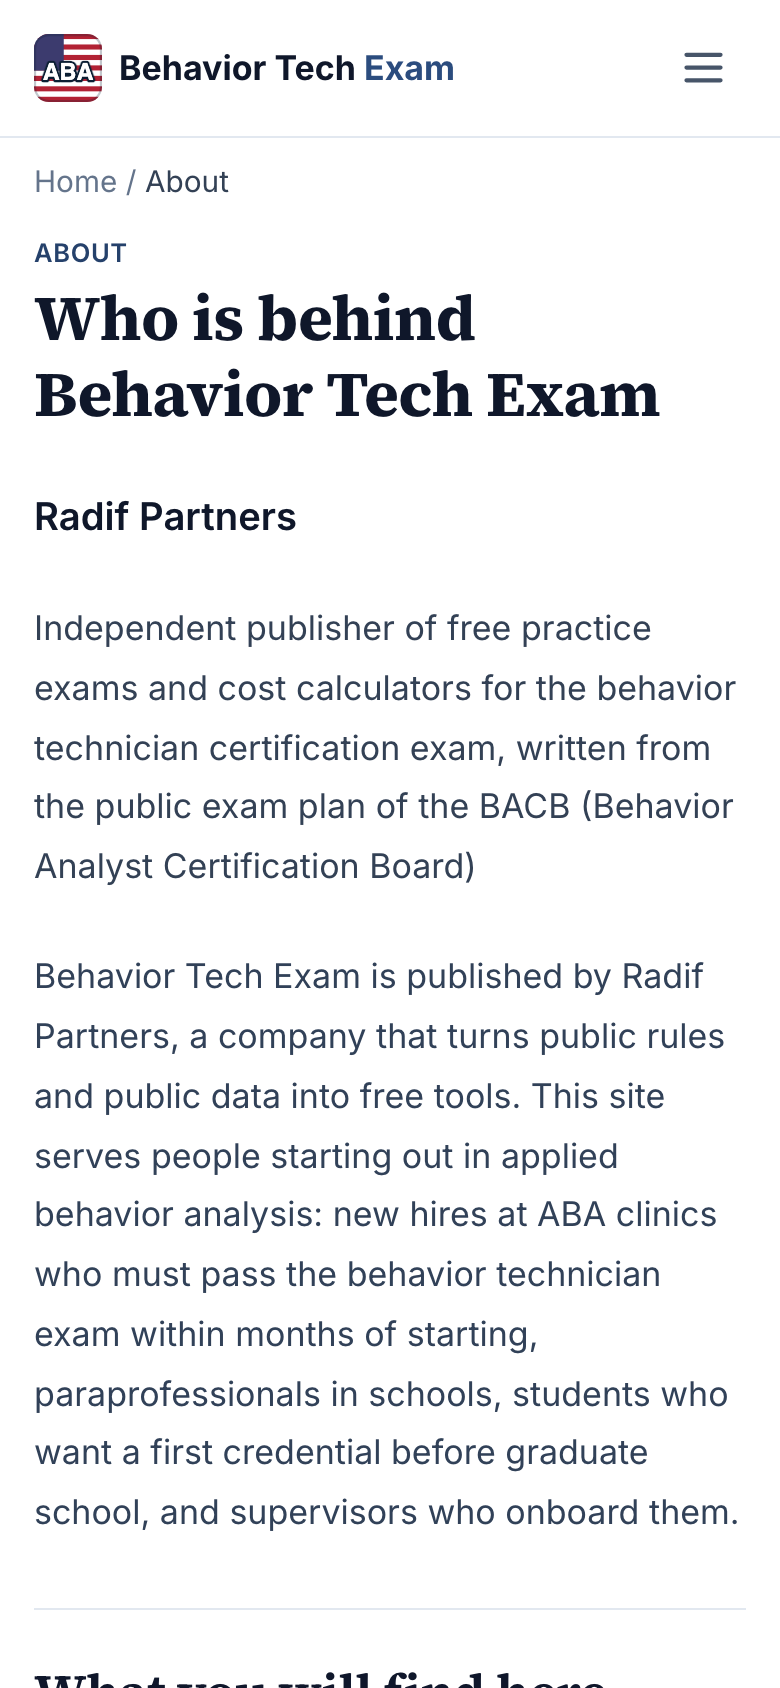 ABA
Behavior Tech Exam
Home / About
ABOUT
Who is behind
Behavior Tech Exam
Radif Partners
Independent publisher of free practice
exams and cost calculators for the behavior
technician certification exam, written from
the public exam plan of the BACB (Behavior
Analyst Certification Board)
Behavior Tech Exam is published by Radif
Partners, a company that turns public rules
and public data into free tools. This site
serves people starting out in applied
behavior analysis: new hires at ABA clinics
who must pass the behavior technician
exam within months of starting,
paraprofessionals in schools, students who
want a first credential before graduate
school, and supervisors who onboard them.
What you will find here